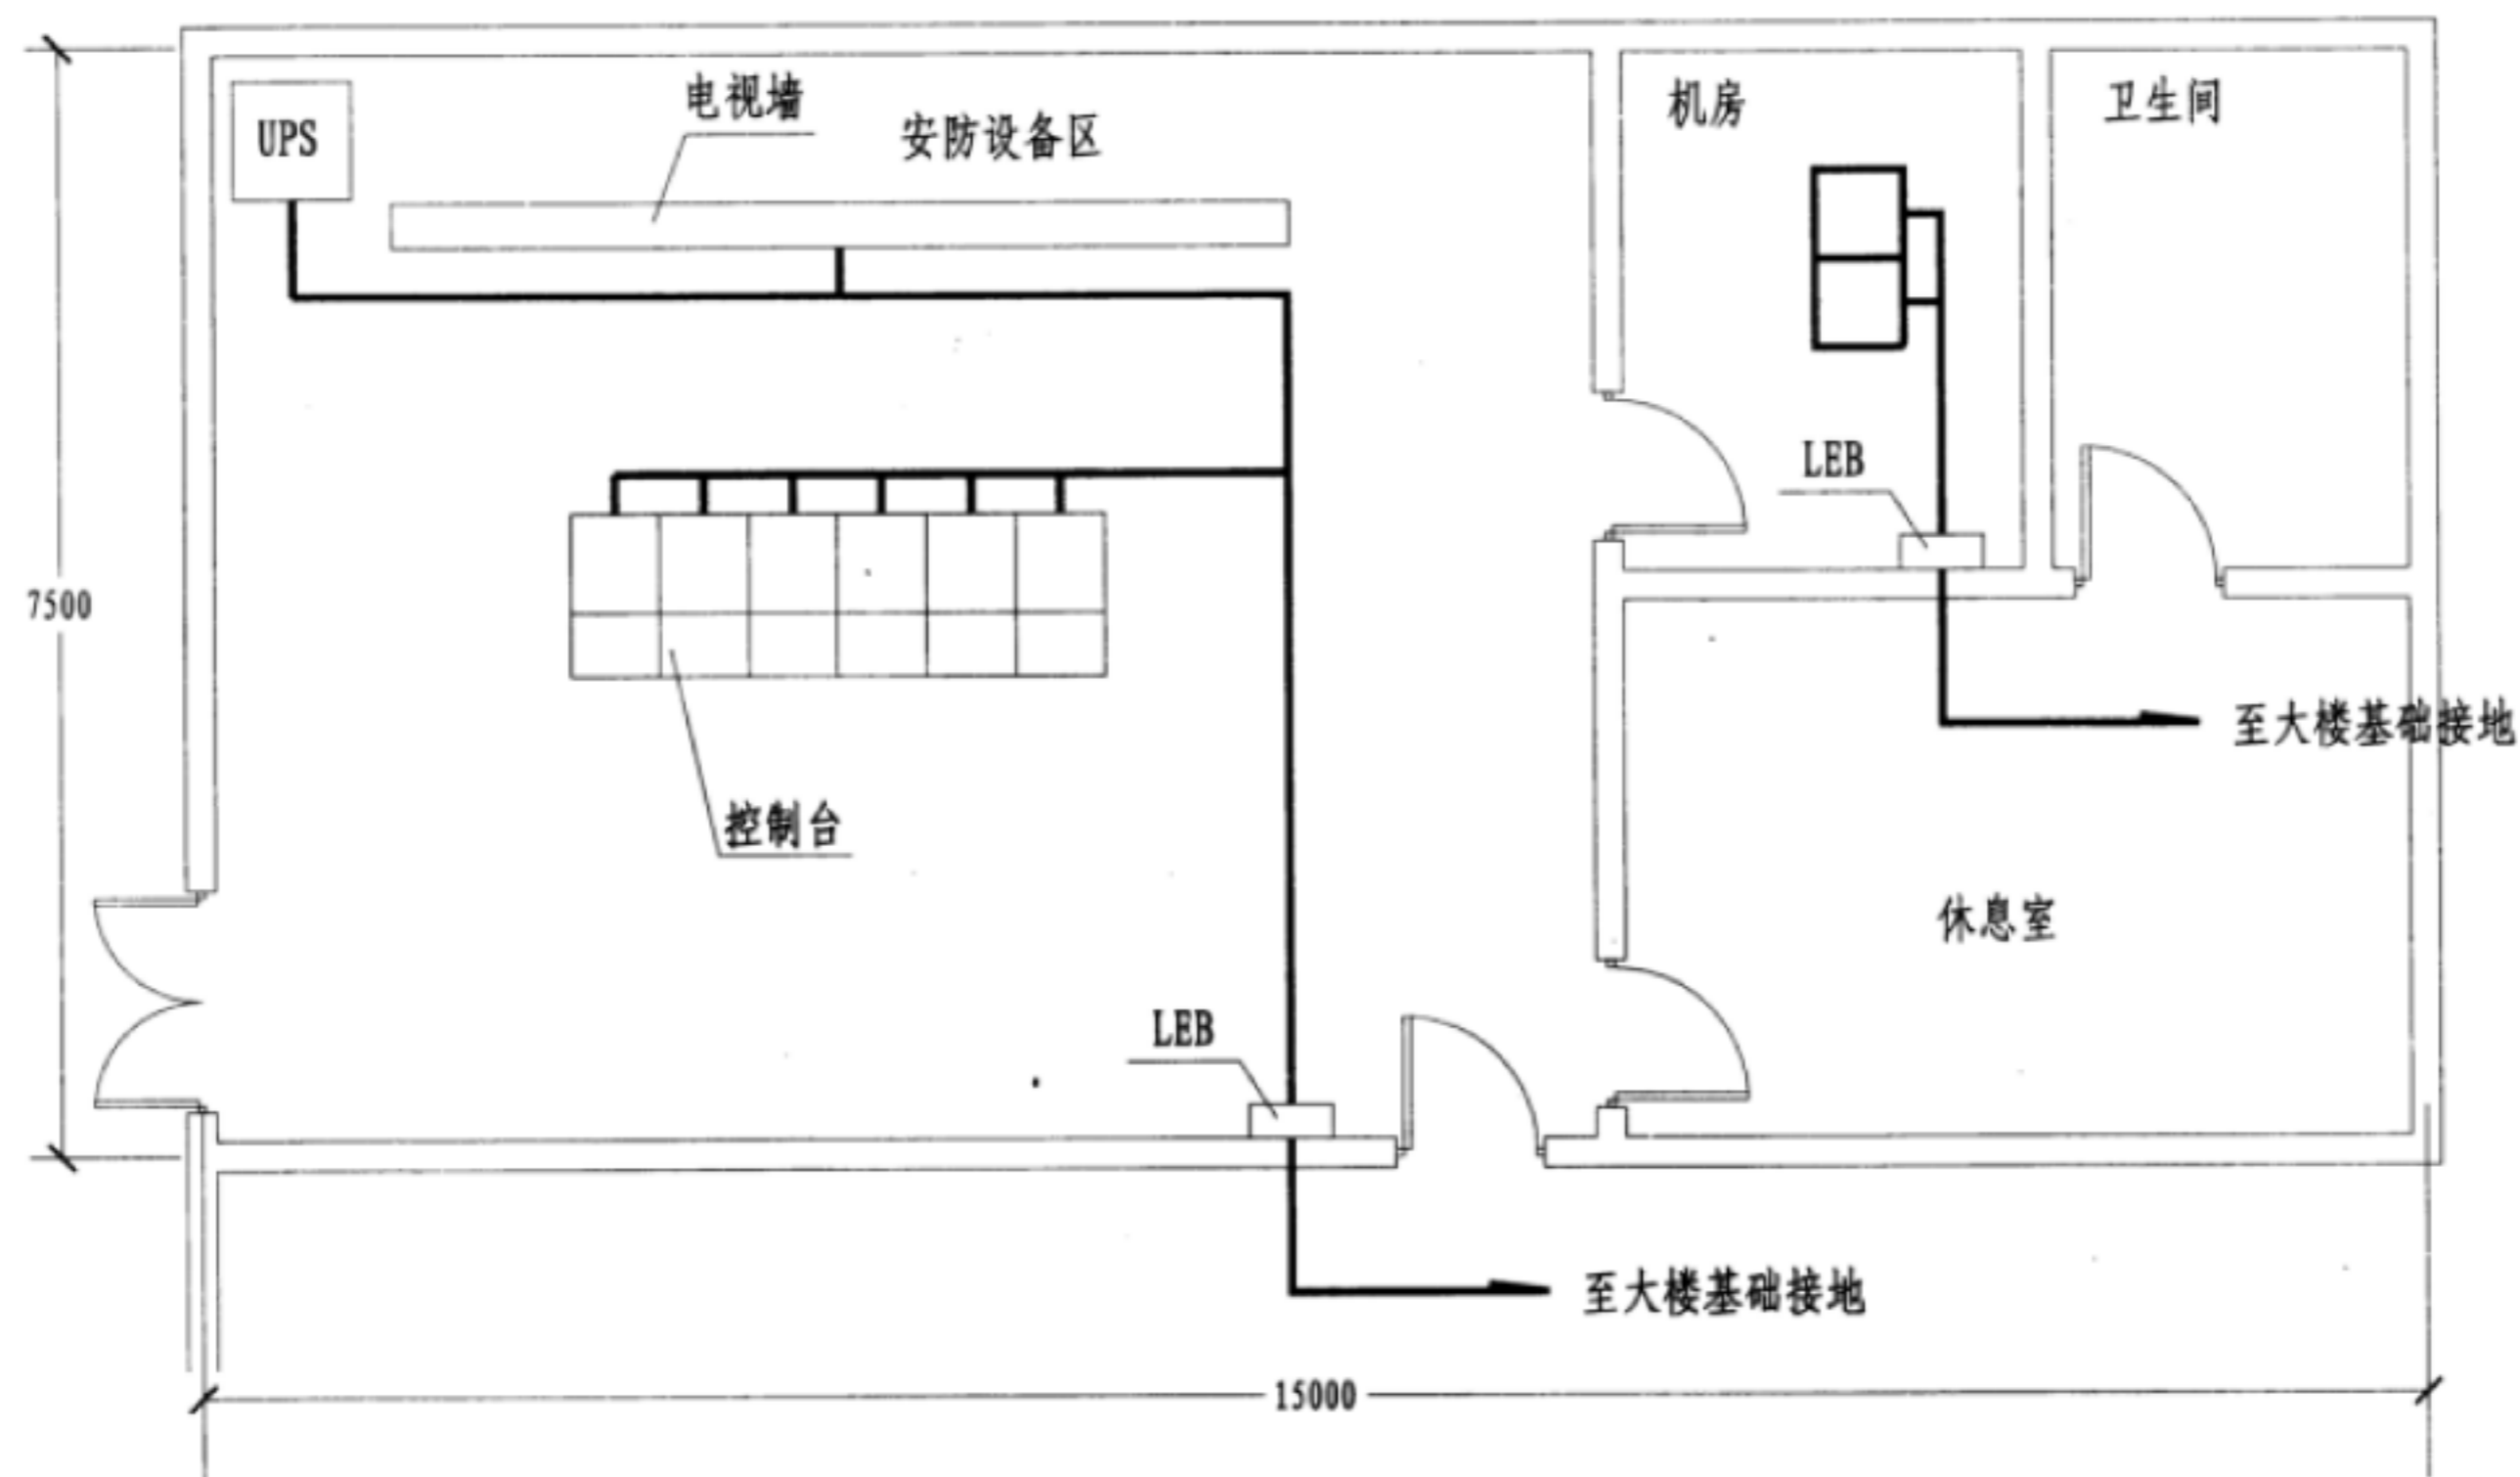 电视墙
机房
卫生间
UPS
安防设备区
LEB
7500
至大楼基础接地
控制台
休息室
LEB
至大楼基础接地
15000